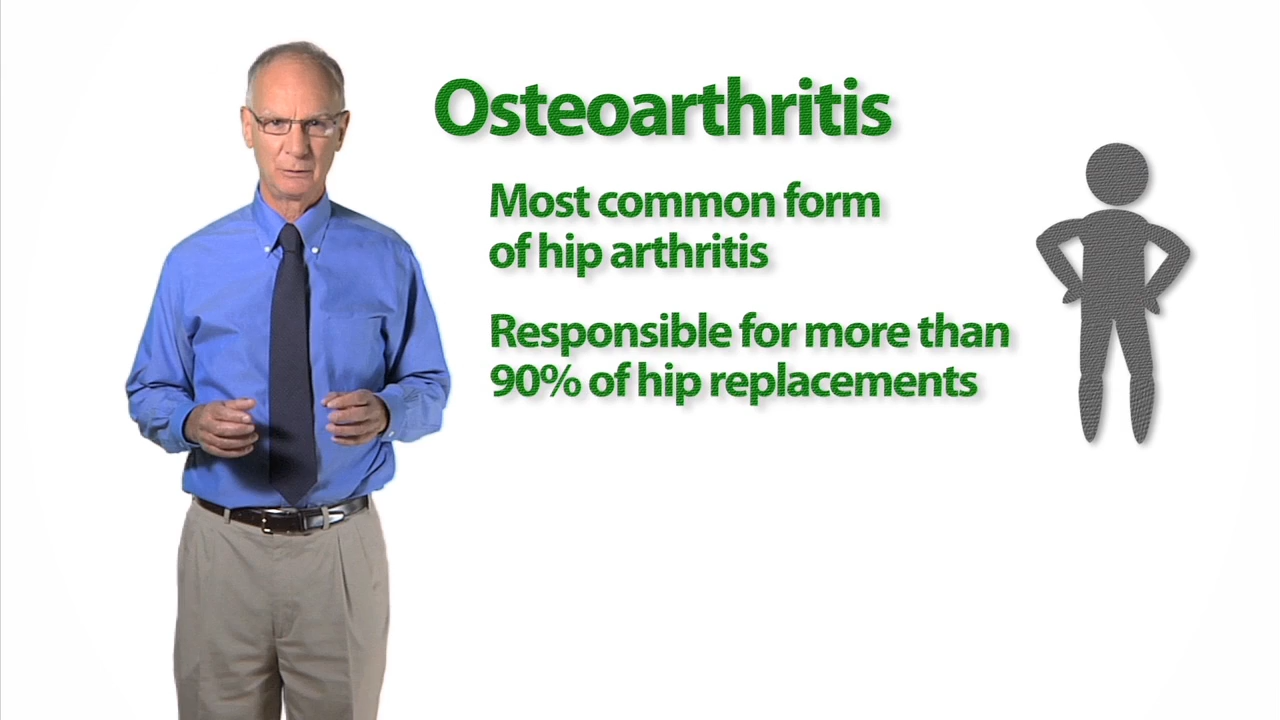 Osteoarthritis
Most common form
of hip arthritis
Responsible for more than
90% of hip replacements